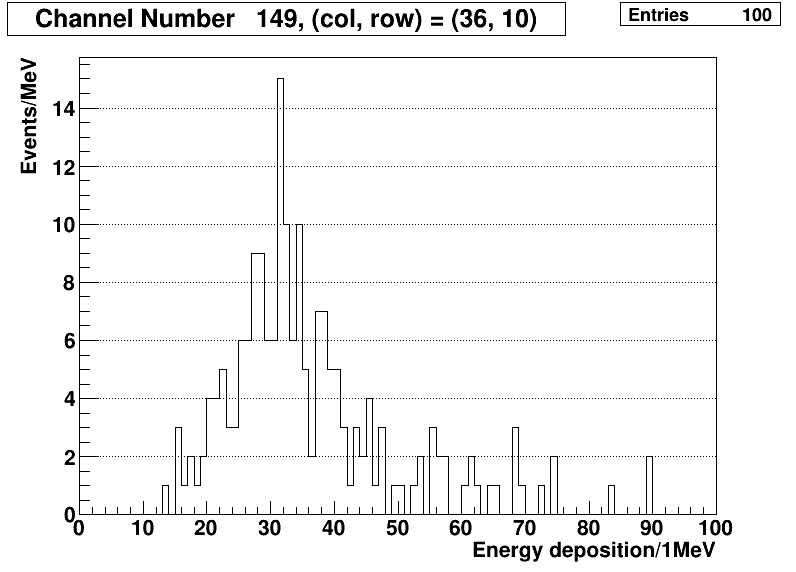 Channel Number 149, (col, row) = (36, 10)
Entries 100
Events/MeV
14
12
10
8
6
4
2
0
0 10 20 30 40 50 60 70 80 90 100
Energy deposition/1MeV